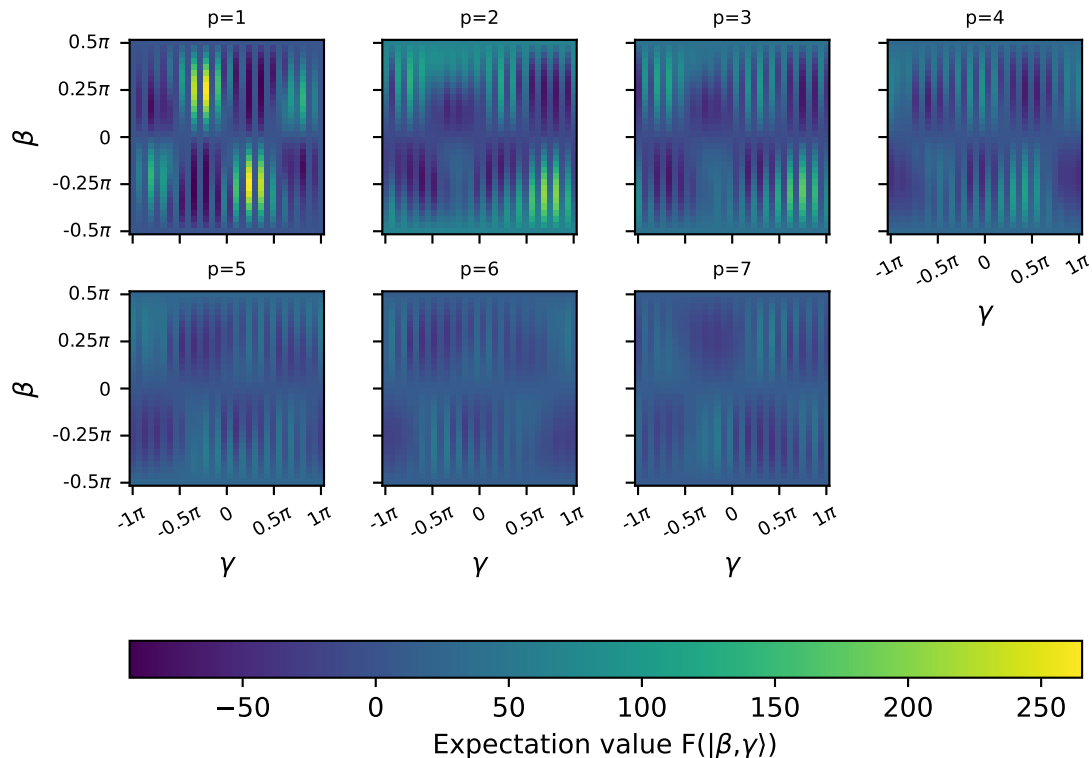 p=1 p=2 p=3 p=4
0.5π
0.25π
0
-0.25π
-0.5π
β
-1π -0.5π 0 0.5π 1π
γ
p=5 p=6 p=7
0.5π
0.25π
0
-0.25π
-0.5π
β
-1π -0.5π 0 0.5π 1π -1π -0.5π 0 0.5π 1π -1π -0.5π 0 0.5π 1π
γ γ γ
−50 0 50 100 150 200 250
Expectation value F(|β,γ⟩)